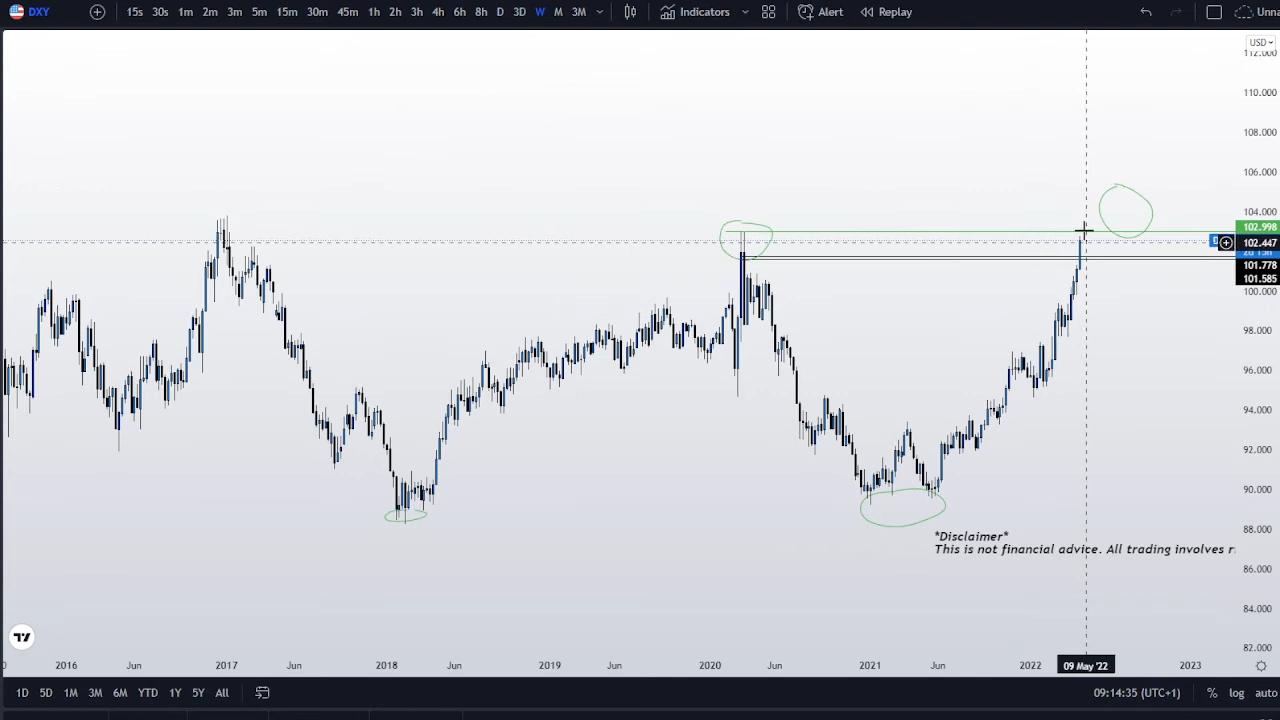 DXY 15s 30s 1m 2m 3m 5m 15m 30m 45m 1h 2h 3h 4h 6h 8h D 3D W M 3M Indicators Alert Replay Unna
USD
112.000
110.000
108.000
106.000
104.000
102.998
102.447
2d 15h
101.778
101.585
100.000
98.000
96.000
94.000
92.000
90.000
88.000
*Disclaimer*
This is not financial advice. All trading involves r
86.000
84.000
82.000
2016 Jun 2017 Jun 2018 Jun 2019 Jun 2020 Jun 2021 Jun 2022 09 May '22 2023
1D 5D 1M 3M 6M YTD 1Y 5Y All 09:14:35 (UTC+1) % log auto